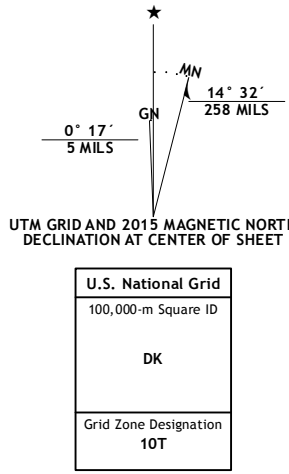 MN
GN
14° 32´
258 MILS
0° 17´
5 MILS
UTM GRID AND 2015 MAGNETIC NORTH
DECLINATION AT CENTER OF SHEET
U.S. National Grid
100,000-m Square ID
DK
Grid Zone Designation
10T